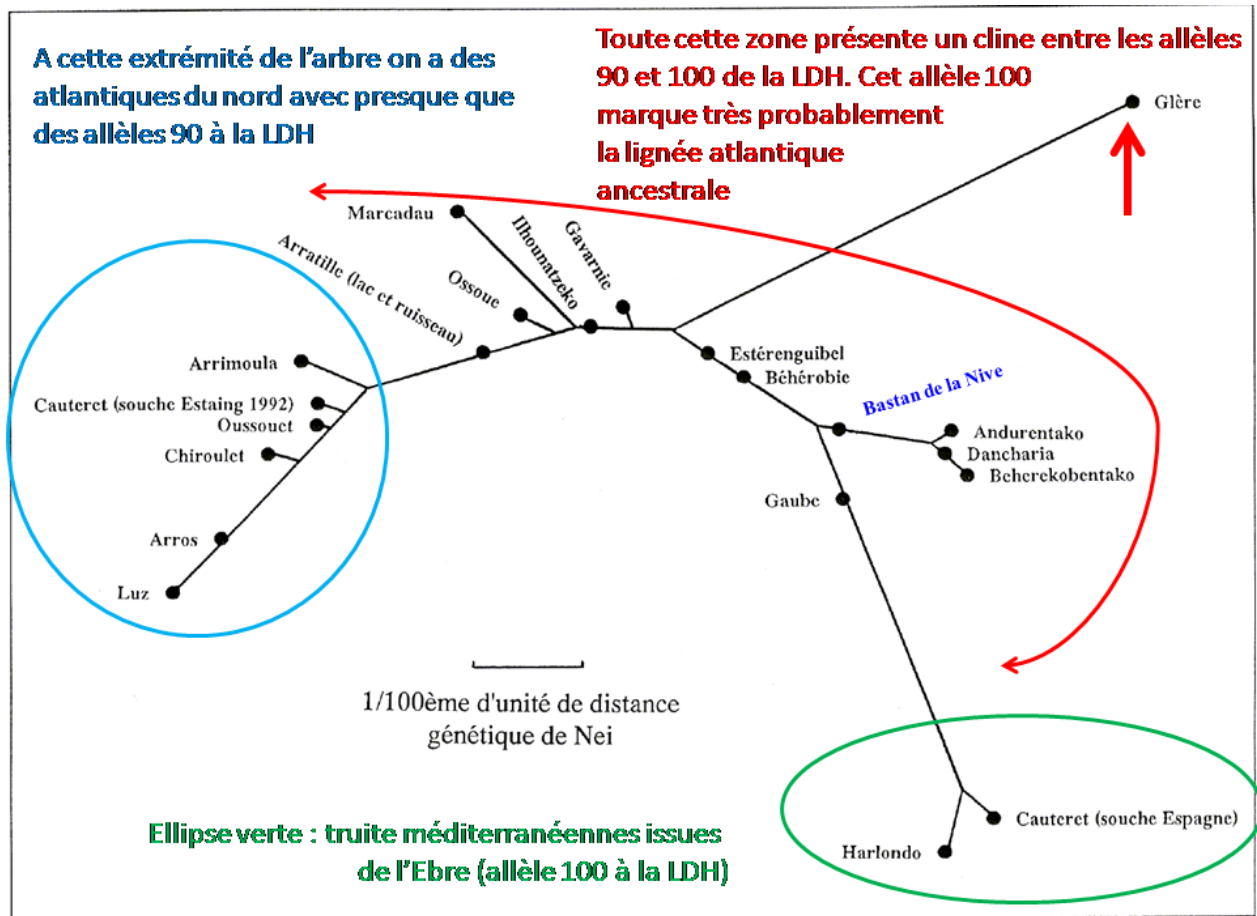 A cette extrémité de l'arbre on a des
atlantiques du nord avec presque que
des allèles 90 à la LDH
Toute cette zone présente un cline entre les allèles
90 et 100 de la LDH. Cet allèle 100
marque très probablement
la lignée atlantique
ancestrale
Glère
Marcadau
Ilhounatzeko
Gavarnie
Arratille (lac et ruisseau)
Ossoue
Arrimoula
Cauteret (souche Estaing 1992)
Oussouet
Chiroulet
Arros
Luz
Estérenguibel
Béhérobie
Bastan de la Nive
Andurentako
Dancharia
Beherekobentako
Gaube
1/100ème d'unité de distance
génétique de Nei
Cauteret (souche Espagne)
Harlondo
Ellipse verte : truite méditerranéennes issues
de l'Ebre (allèle 100 à la LDH)